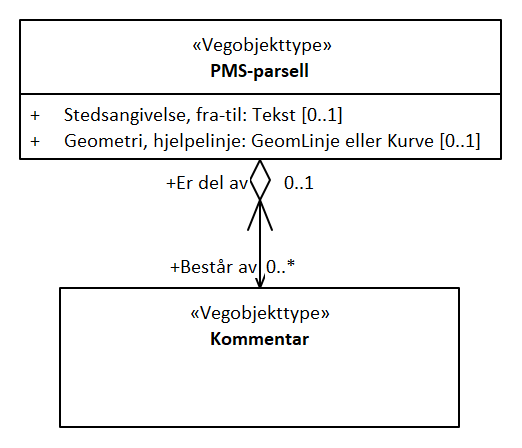 «Vegobjekttype»
PMS-parsell
+ Stedsangivelse, fra-til: Tekst [0..1]
+ Geometri, hjelpelinje: GeomLinje eller Kurve [0..1]
+Er del av 0..1
+Består av 0..*
«Vegobjekttype»
Kommentar